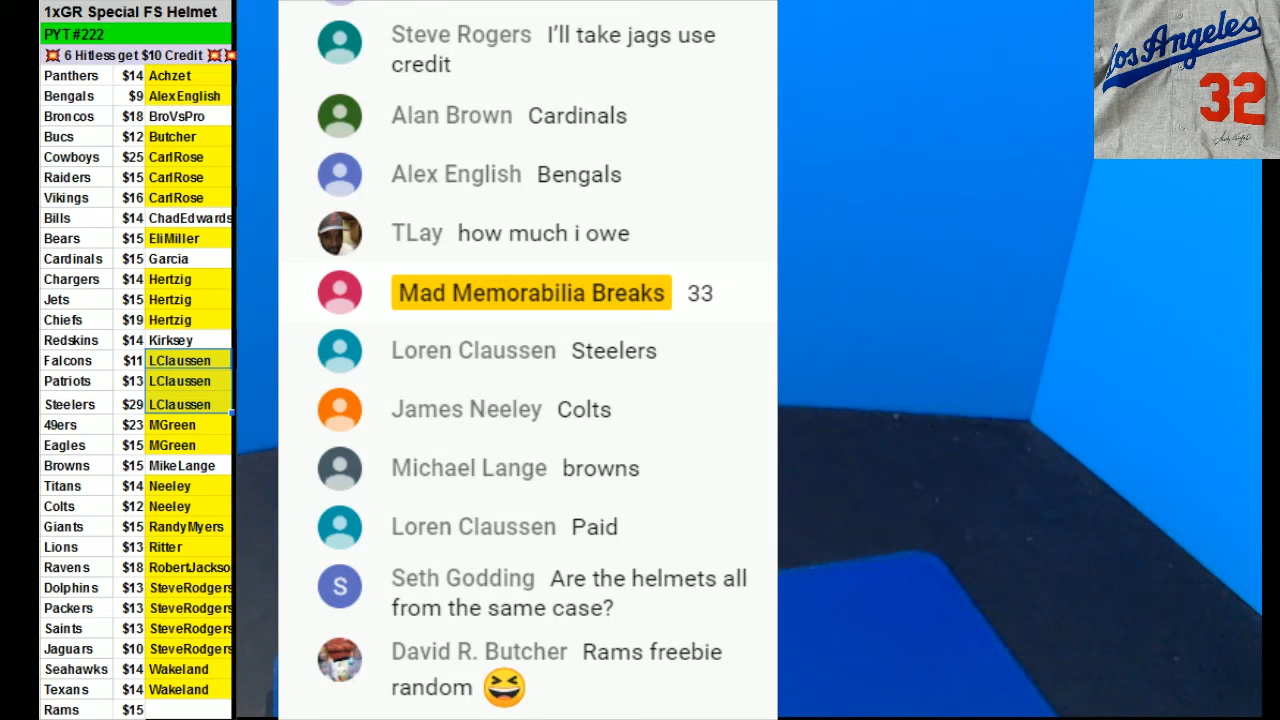 1xGR Special FS Helmet
PYT #222
💥 6 Hitless get $10 Credit 💥 💥
Panthers $14 Achzet
Bengals $9 AlexEnglish
Broncos $18 BroVsPro
Bucs $12 Butcher
Cowboys $25 CarlRose
Raiders $15 CarlRose
Vikings $16 CarlRose
Bills $14 ChadEdwards
Bears $15 EliMiller
Cardinals $15 Garcia
Chargers $14 Hertzig
Jets $15 Hertzig
Chiefs $19 Hertzig
Redskins $14 Kirksey
Falcons $11 LClaussen
Patriots $13 LClaussen
Steelers $29 LClaussen
49ers $23 MGreen
Eagles $15 MGreen
Browns $15 MikeLange
Titans $14 Neeley
Colts $12 Neeley
Giants $15 RandyMyers
Lions $13 Ritter
Ravens $18 RobertJackso
Dolphins $13 SteveRodgers
Packers $13 SteveRodgers
Saints $13 SteveRodgers
Jaguars $10 SteveRodgers
Seahawks $14 Wakeland
Texans $14 Wakeland
Rams $15
Steve Rogers I'll take jags use
credit
Alan Brown Cardinals
Alex English Bengals
TLay how much i owe
Mad Memorabilia Breaks 33
Loren Claussen Steelers
James Neeley Colts
Michael Lange browns
Loren Claussen Paid
S Seth Godding Are the helmets all
from the same case?
David R. Butcher Rams freebie
random 😆
Los Angeles
32